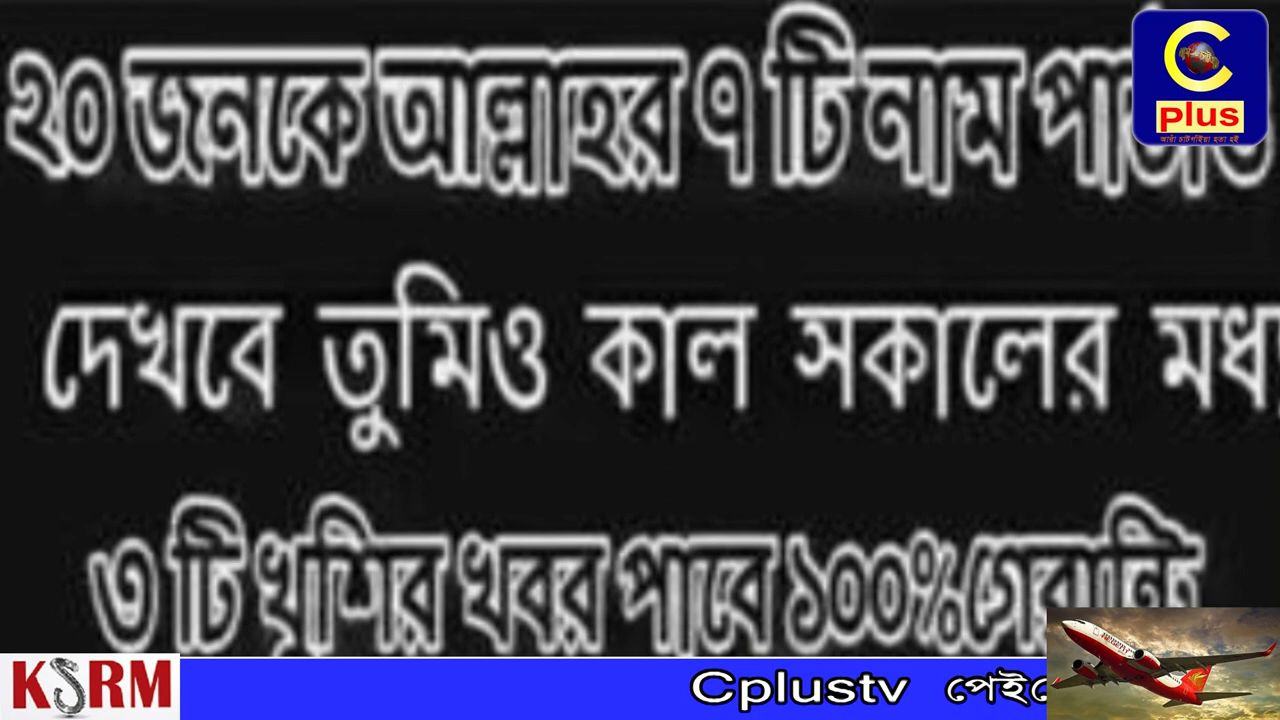 ২০ জনকে আল্লাহর ৭ টি নাম
দেখবে তুমিও কাল সকালের
৩ টি খুশির খবর পাবে ১০০% গেরান্টি
C
plus
KSRM
Cplustv